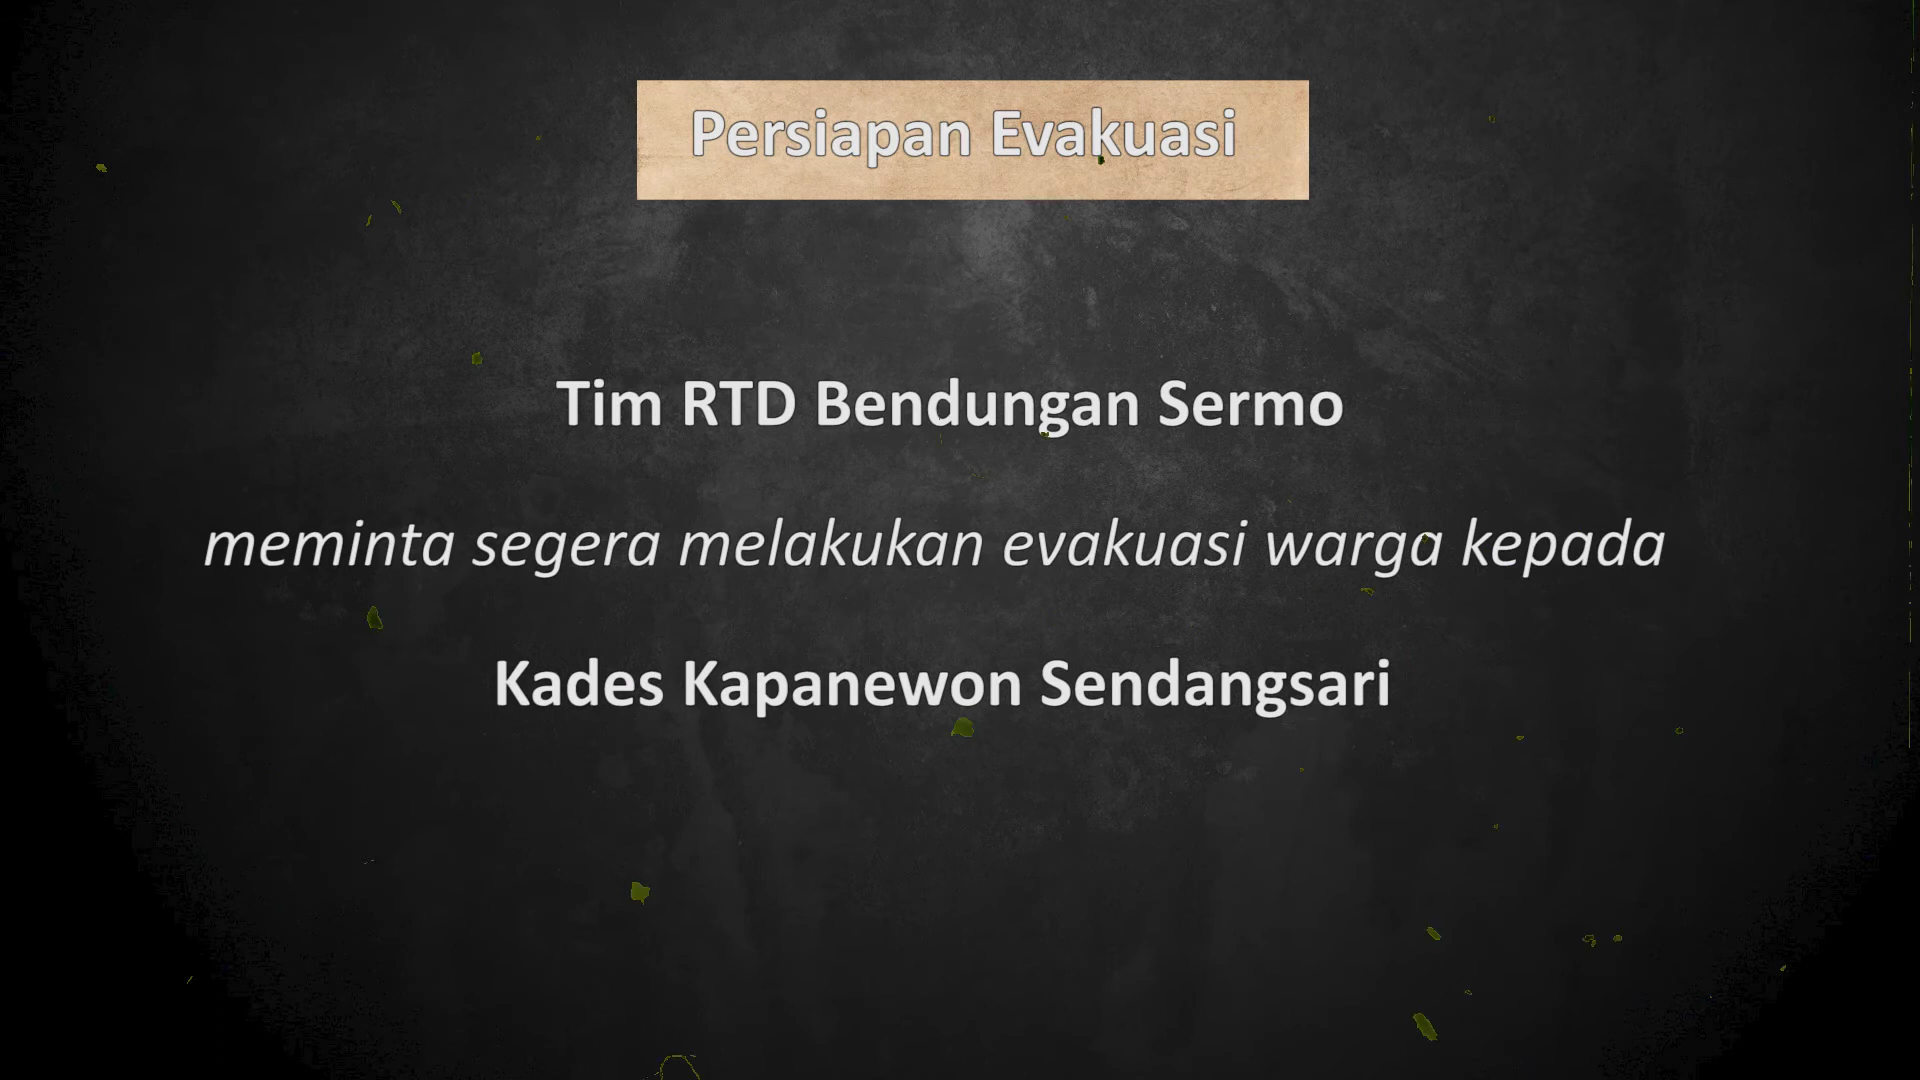 Persiapan Evakuasi
Tim RTD Bendungan Sermo
meminta segera melakukan evakuasi warga kepada
Kades Kapanewon Sendangsari